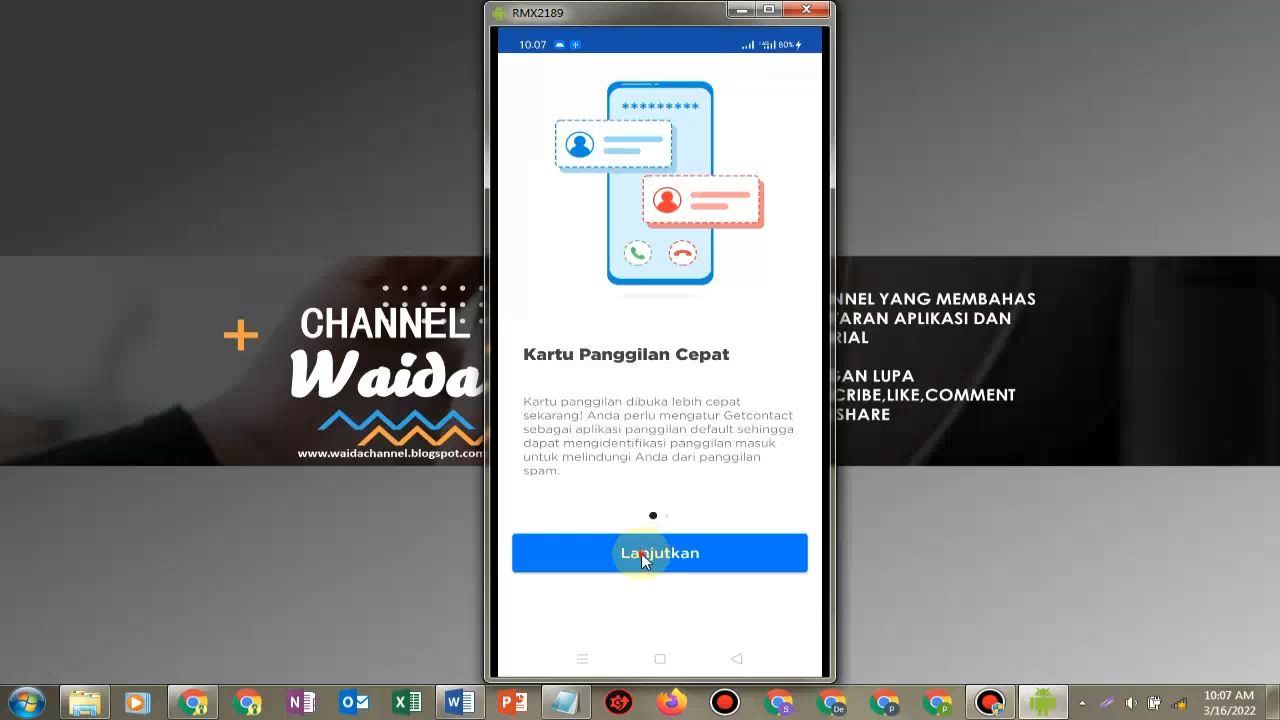 RMX2189
10.07
4G
80%
*********
Kartu Panggilan Cepat
Kartu panggilan dibuka lebih cepat
sekarang! Anda perlu mengatur Getcontact
sebagai aplikasi panggilan default sehingga
dapat mengidentifikasi panggilan masuk
untuk melindungi Anda dari panggilan
spam.
Lanjutkan
CHANNEL
Waida
www.waidachannel.blogspot.com
NNEL YANG MEMBAHAS
TARAN APLIKASI DAN
RIAL
GAN LUPA
CRIBE,LIKE,COMMENT
SHARE
10:07 AM
3/16/2022